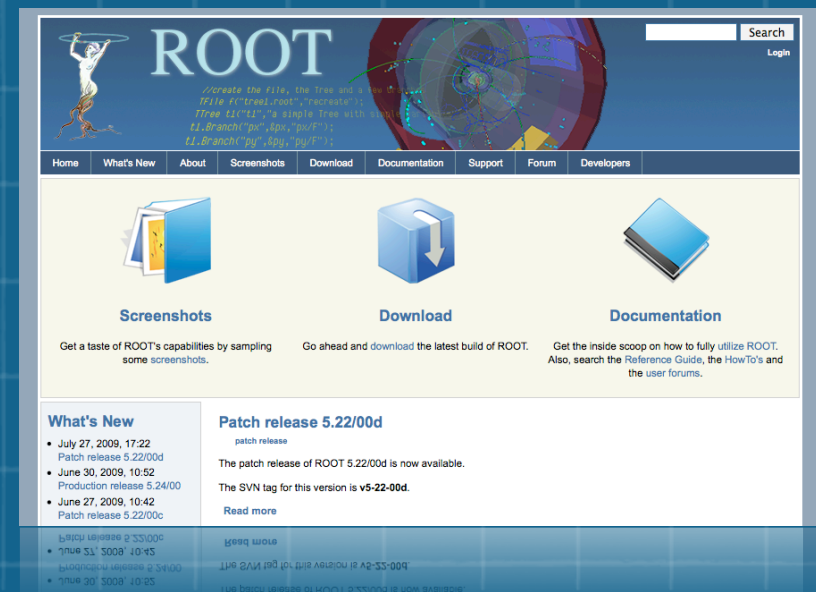 ROOT
Search
Login
//create the file, the Tree and a few bra
TFile f("tree1.root","recreate");
TTree t1("t1","a simple Tree with simple
t1.Branch("px",&px,"px/F");
t1.Branch("py",&py,"py/F");
Home What's New About Screenshots Download Documentation Support Forum Developers
Screenshots
Get a taste of ROOT's capabilities by sampling
some screenshots.
Download
Go ahead and download the latest build of ROOT.
Documentation
Get the inside scoop on how to fully utilize ROOT.
Also, search the Reference Guide, the HowTo's and
the user forums.
What's New
July 27, 2009, 17:22
Patch release 5.22/00d
June 30, 2009, 10:52
Production release 5.24/00
June 27, 2009, 10:42
Patch release 5.22/00c
Patch release 5.22/00d
patch release
The patch release of ROOT 5.22/00d is now available.
The SVN tag for this version is v5-22-00d.
Read more